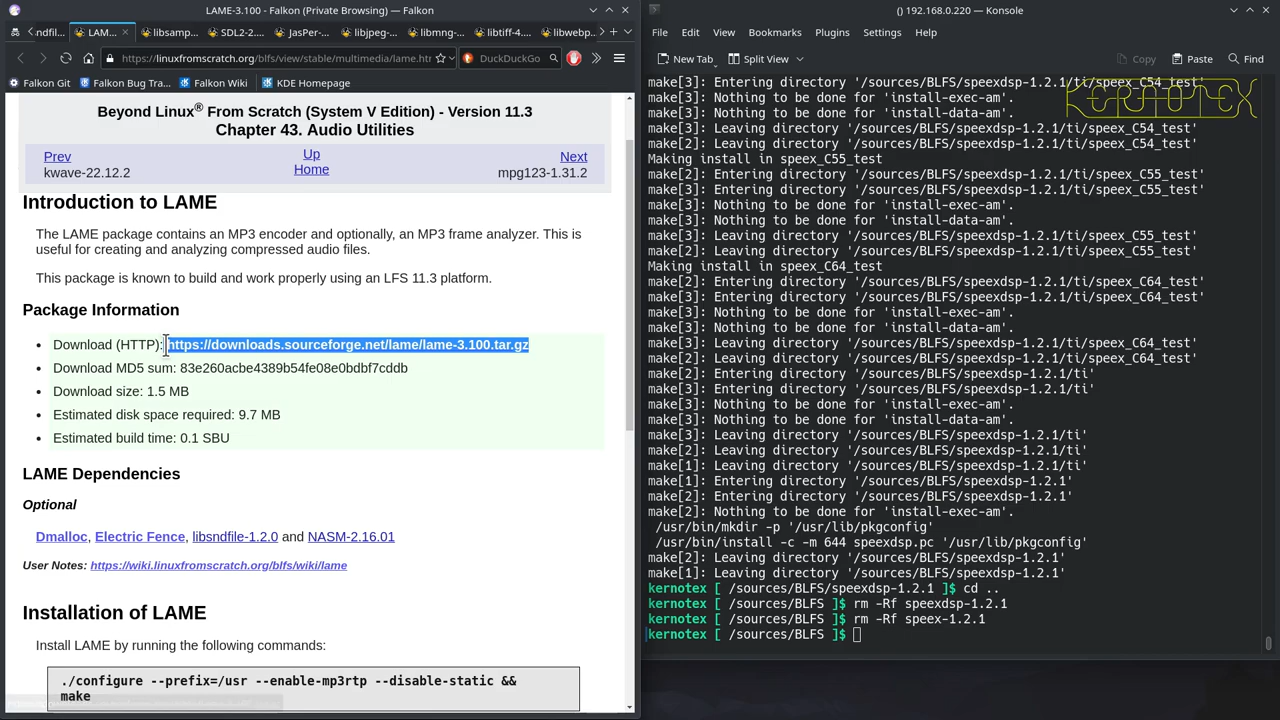 LAME-3.100 - Falkon (Private Browsing) — Falkon
ndfil...
LAM...
libsamp...
SDL2-2....
JasPer-...
libjpeg-...
libmng-...
libtiff-4....
libwebp...
https://linuxfromscratch.org/blfs/view/stable/multimedia/lame.htm
DuckDuckGo
Falkon Git
Falkon Bug Tra...
Falkon Wiki
KDE Homepage
Beyond Linux® From Scratch (System V Edition) - Version 11.3
Chapter 43. Audio Utilities
Prev
Up
Next
kwave-22.12.2
Home
mpg123-1.31.2
Introduction to LAME
The LAME package contains an MP3 encoder and optionally, an MP3 frame analyzer. This is
useful for creating and analyzing compressed audio files.
This package is known to build and work properly using an LFS 11.3 platform.
Package Information
• Download (HTTP): https://downloads.sourceforge.net/lame/lame-3.100.tar.gz
• Download MD5 sum: 83e260acbe4389b54fe08e0bdbf7cddb
• Download size: 1.5 MB
• Estimated disk space required: 9.7 MB
• Estimated build time: 0.1 SBU
LAME Dependencies
Optional
Dmalloc, Electric Fence, libsndfile-1.2.0 and NASM-2.16.01
User Notes: https://wiki.linuxfromscratch.org/blfs/wiki/lame
Installation of LAME
Install LAME by running the following commands:
./configure --prefix=/usr --enable-mp3rtp --disable-static &&
make
() 192.168.0.220 — Konsole
File Edit View Bookmarks Plugins Settings Help
New Tab
Split View
Copy
Paste
Find
KERNOTEX
make[3]: Entering directory '/sources/BLFS/speexdsp-1.2.1/ti/speex_C54_test'
make[3]: Nothing to be done for 'install-exec-am'.
make[3]: Nothing to be done for 'install-data-am'.
make[3]: Leaving directory '/sources/BLFS/speexdsp-1.2.1/ti/speex_C54_test'
make[2]: Leaving directory '/sources/BLFS/speexdsp-1.2.1/ti/speex_C54_test'
Making install in speex_C55_test
make[2]: Entering directory '/sources/BLFS/speexdsp-1.2.1/ti/speex_C55_test'
make[3]: Entering directory '/sources/BLFS/speexdsp-1.2.1/ti/speex_C55_test'
make[3]: Nothing to be done for 'install-exec-am'.
make[3]: Nothing to be done for 'install-data-am'.
make[3]: Leaving directory '/sources/BLFS/speexdsp-1.2.1/ti/speex_C55_test'
make[2]: Leaving directory '/sources/BLFS/speexdsp-1.2.1/ti/speex_C55_test'
Making install in speex_C64_test
make[2]: Entering directory '/sources/BLFS/speexdsp-1.2.1/ti/speex_C64_test'
make[3]: Entering directory '/sources/BLFS/speexdsp-1.2.1/ti/speex_C64_test'
make[3]: Nothing to be done for 'install-exec-am'.
make[3]: Nothing to be done for 'install-data-am'.
make[3]: Leaving directory '/sources/BLFS/speexdsp-1.2.1/ti/speex_C64_test'
make[2]: Leaving directory '/sources/BLFS/speexdsp-1.2.1/ti/speex_C64_test'
make[2]: Entering directory '/sources/BLFS/speexdsp-1.2.1/ti'
make[3]: Entering directory '/sources/BLFS/speexdsp-1.2.1/ti'
make[3]: Nothing to be done for 'install-exec-am'.
make[3]: Nothing to be done for 'install-data-am'.
make[3]: Leaving directory '/sources/BLFS/speexdsp-1.2.1/ti'
make[2]: Leaving directory '/sources/BLFS/speexdsp-1.2.1/ti'
make[1]: Leaving directory '/sources/BLFS/speexdsp-1.2.1/ti'
make[1]: Entering directory '/sources/BLFS/speexdsp-1.2.1'
make[2]: Entering directory '/sources/BLFS/speexdsp-1.2.1'
make[2]: Nothing to be done for 'install-exec-am'.
/usr/bin/mkdir -p '/usr/lib/pkgconfig'
/usr/bin/install -c -m 644 speexdsp.pc '/usr/lib/pkgconfig'
make[2]: Leaving directory '/sources/BLFS/speexdsp-1.2.1'
make[1]: Leaving directory '/sources/BLFS/speexdsp-1.2.1'
kernotex [ /sources/BLFS/speexdsp-1.2.1 ]$ cd ..
kernotex [ /sources/BLFS ]$ rm -Rf speexdsp-1.2.1
kernotex [ /sources/BLFS ]$ rm -Rf speex-1.2.1
kernotex [ /sources/BLFS ]$